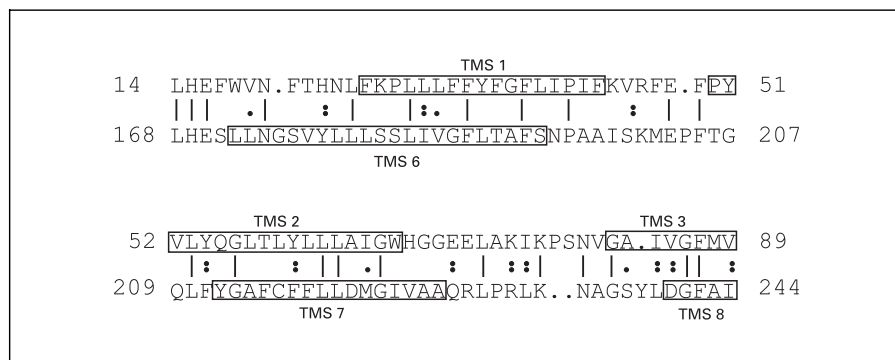 TMS 1
14 LHEFWVN.FTHNLFKPLLLFFYFGFLIPIFKVRFE.FPY 51
168 LHESLLNGSVYLLLSSLIVGFLTAFSNPAAISKMEPFTG 207
TMS 6
TMS 2 TMS 3
52 VLYQGLTLYLLLAIGWHGGEELAKIKPSNVGA.IVGFMV 89
209 QLFYGAFCFFLLDMGIVAAQRLPRLK..NAGSYLDGFAI 244
TMS 7 TMS 8